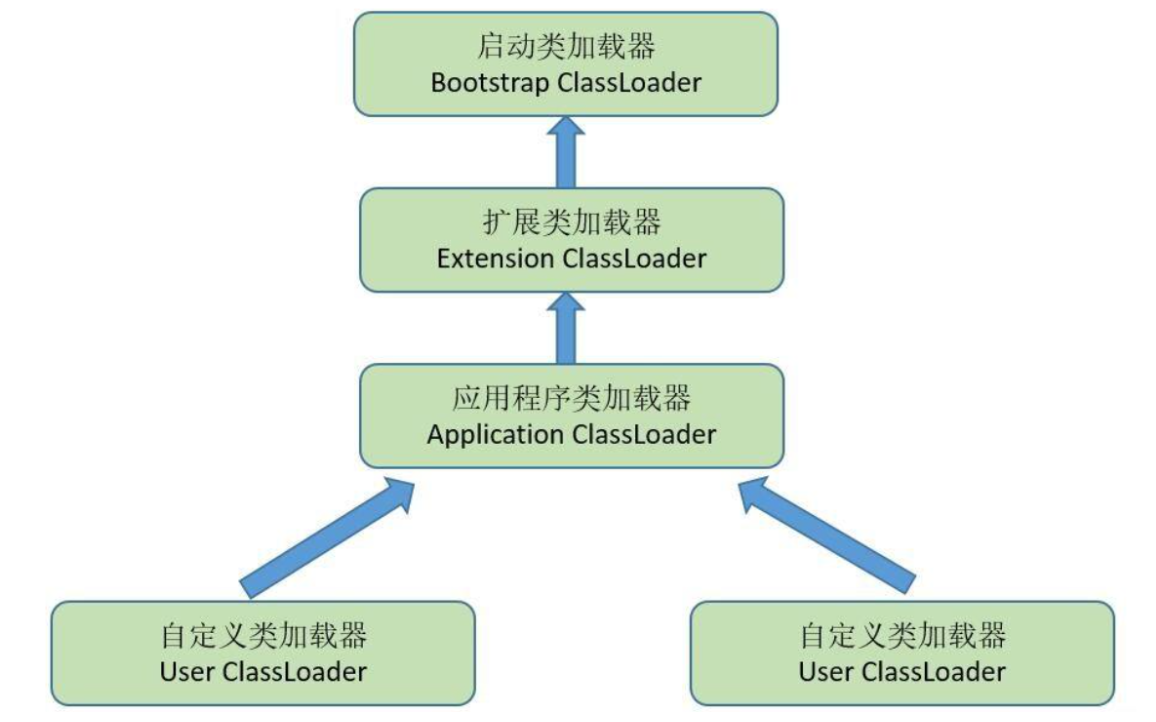 启动类加载器
Bootstrap ClassLoader
扩展类加载器
Extension ClassLoader
应用程序类加载器
Application ClassLoader
自定义类加载器
User ClassLoader
自定义类加载器
User ClassLoader